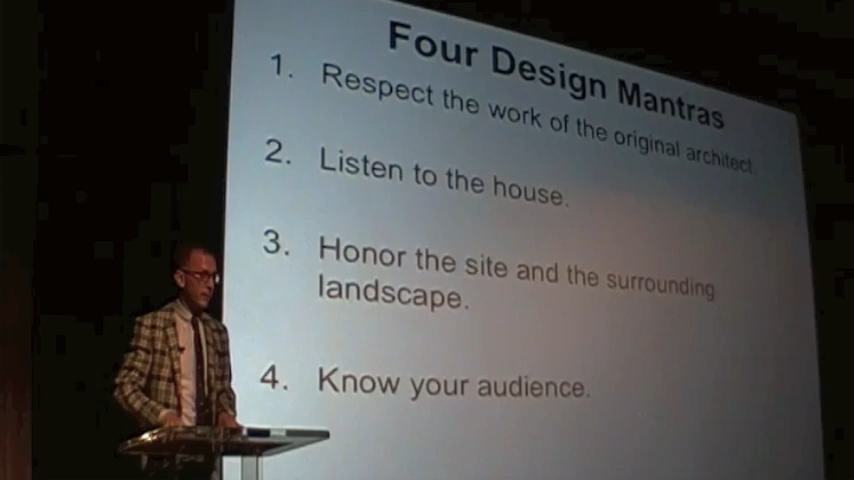 Four Design Mantras
1. Respect the work of the original architect.
2. Listen to the house.
3. Honor the site and the surrounding
landscape.
4. Know your audience.